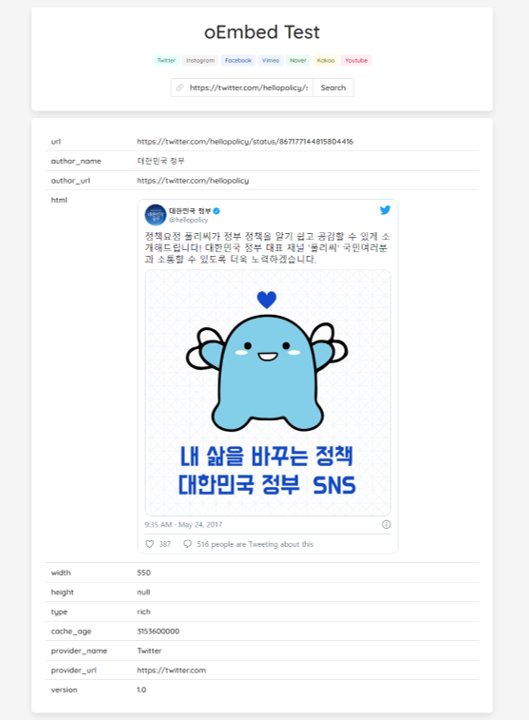 oEmbed Test
Twitter Instagram Facebook Vimeo Naver Kakao Youtube
https://twitter.com/hellopolicy/s Search
url https://twitter.com/hellopolicy/status/867177144815804416
author_name 대한민국 정부
author_url https://twitter.com/hellopolicy
html
대한민국 정부
@hellopolicy
정책요정 폴리씨가 정부 정책을 알기 쉽고 공감할 수 있게 소
개해드립니다! 대한민국 정부 대표 채널 '폴리씨' 국민여러분
과 소통할 수 있도록 더욱 노력하겠습니다.
내 삶을 바꾸는 정책
대한민국 정부 SNS
9:35 AM · May 24, 2017
387 516 people are Tweeting about this
width 550
height null
type rich
cache_age 3153600000
provider_name Twitter
provider_url https://twitter.com
version 1.0